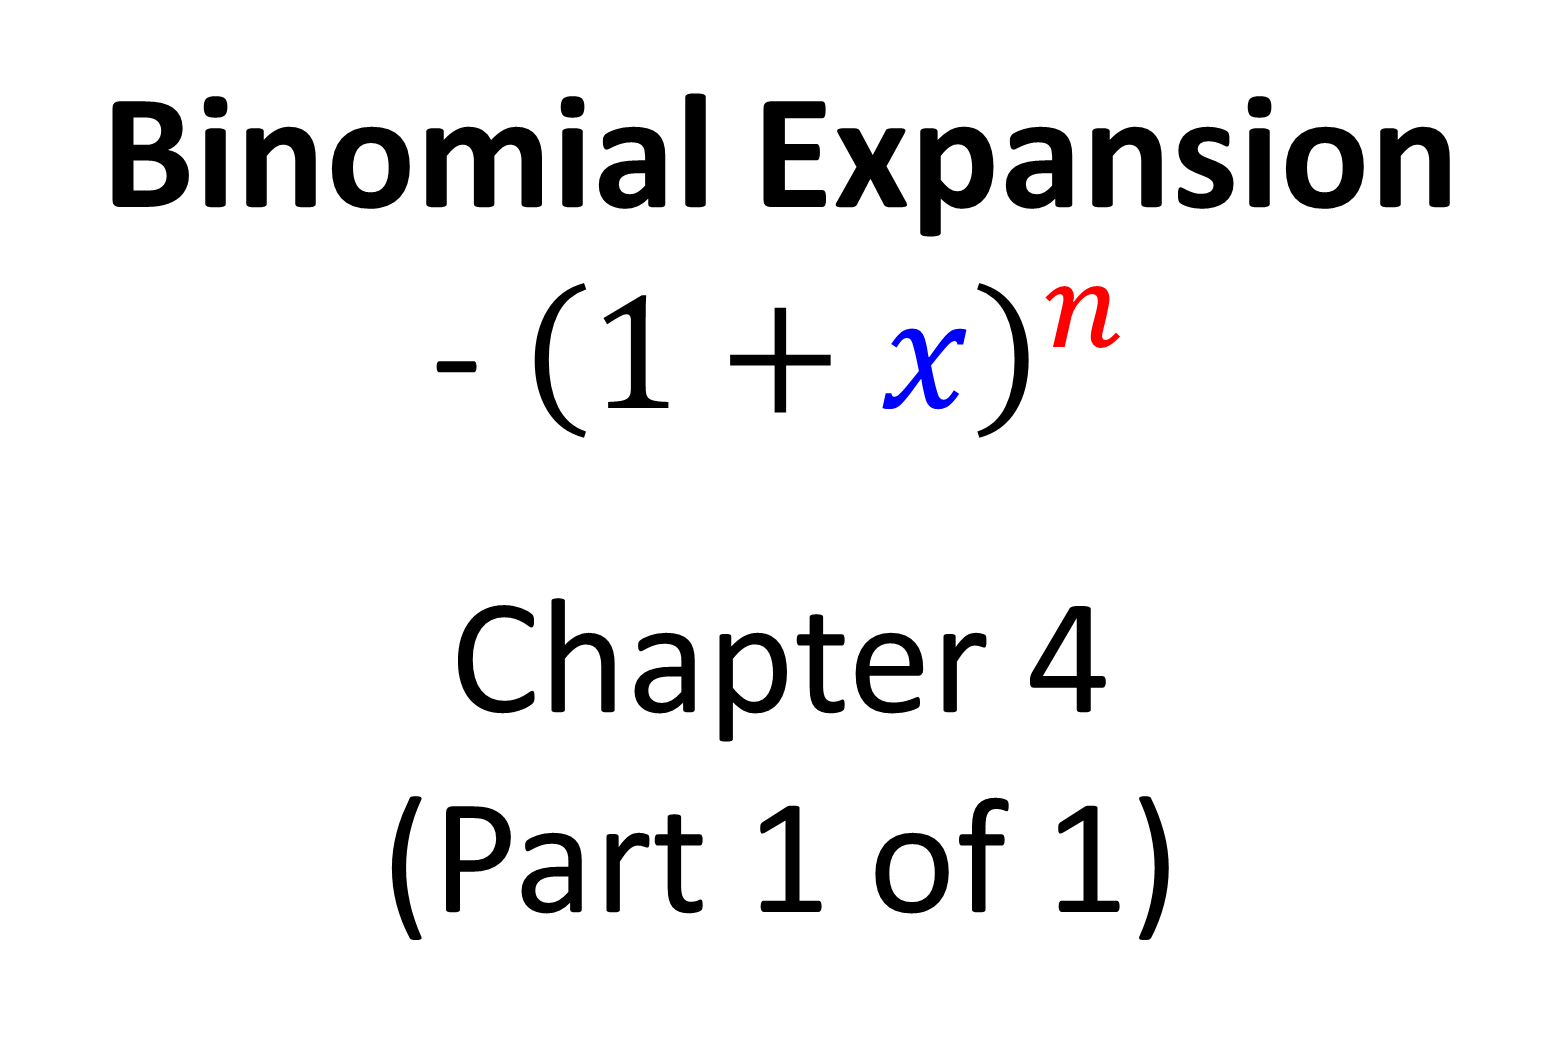 Binomial Expansion
- (1 + x)ⁿ
Chapter 4
(Part 1 of 1)